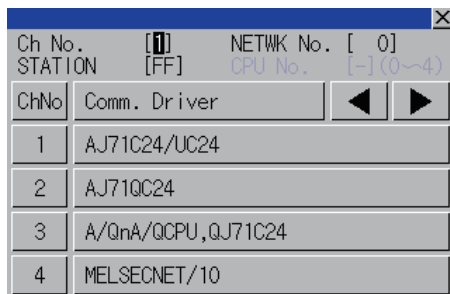 ×
Ch No. [1] NETWK No. [ 0]
STATION [FF] CPU No. [-](0~4)
ChNo Comm. Driver ◀ ▶
1 AJ71C24/UC24
2 AJ71QC24
3 A/QnA/QCPU,QJ71C24
4 MELSECNET/10